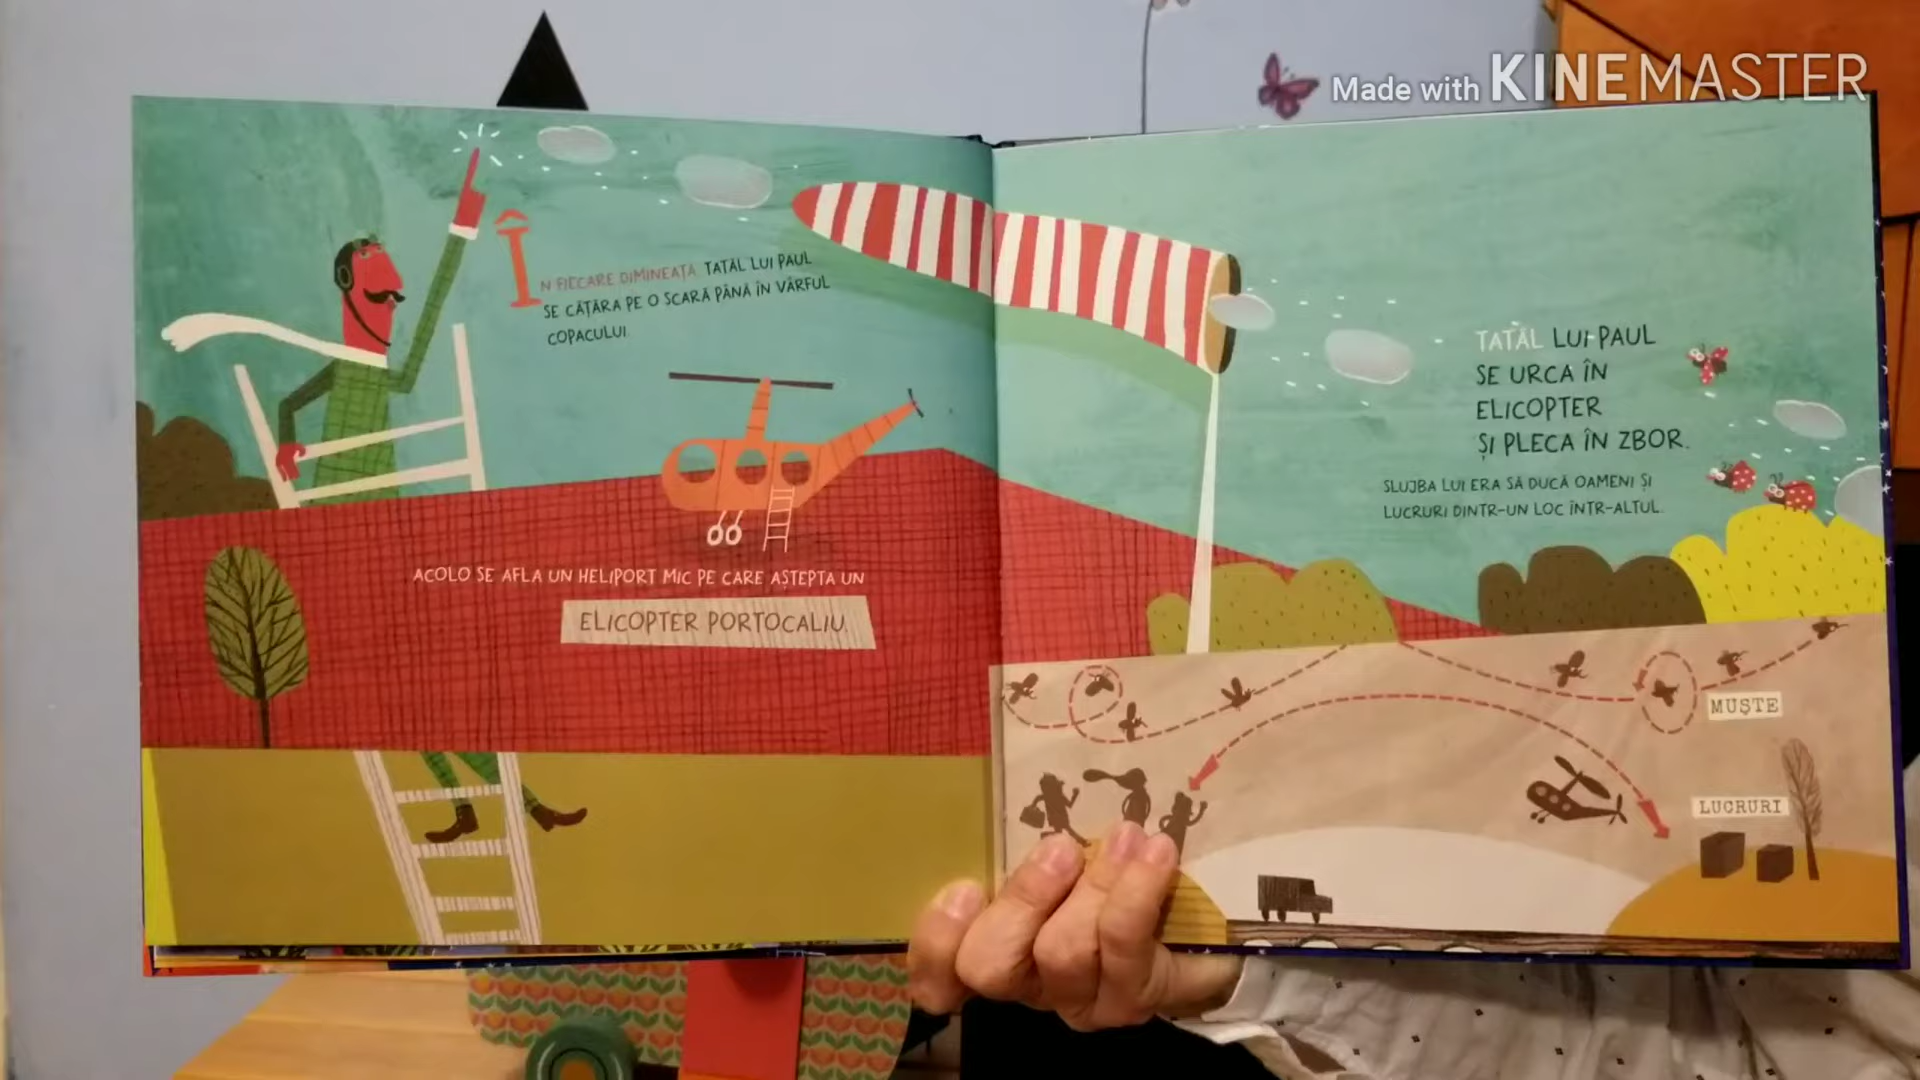 Made with KINEMASTER
ÎN FIECARE DIMINEAȚĂ TATĂL LUI PAUL
SE CĂȚĂRA PE O SCARĂ PÂNĂ ÎN VÂRFUL
COPACULUI.
ACOLO SE AFLA UN HELIPORT MIC PE CARE AȘTEPTA UN
ELICOPTER PORTOCALIU.
TATĂL LUI PAUL
SE URCA ÎN
ELICOPTER
ȘI PLECA ÎN ZBOR.
SLUJBA LUI ERA SĂ DUCĂ OAMENI ȘI
LUCRURI DINTR-UN LOC ÎNTR-ALTUL.
MUȘTE
LUCRURI